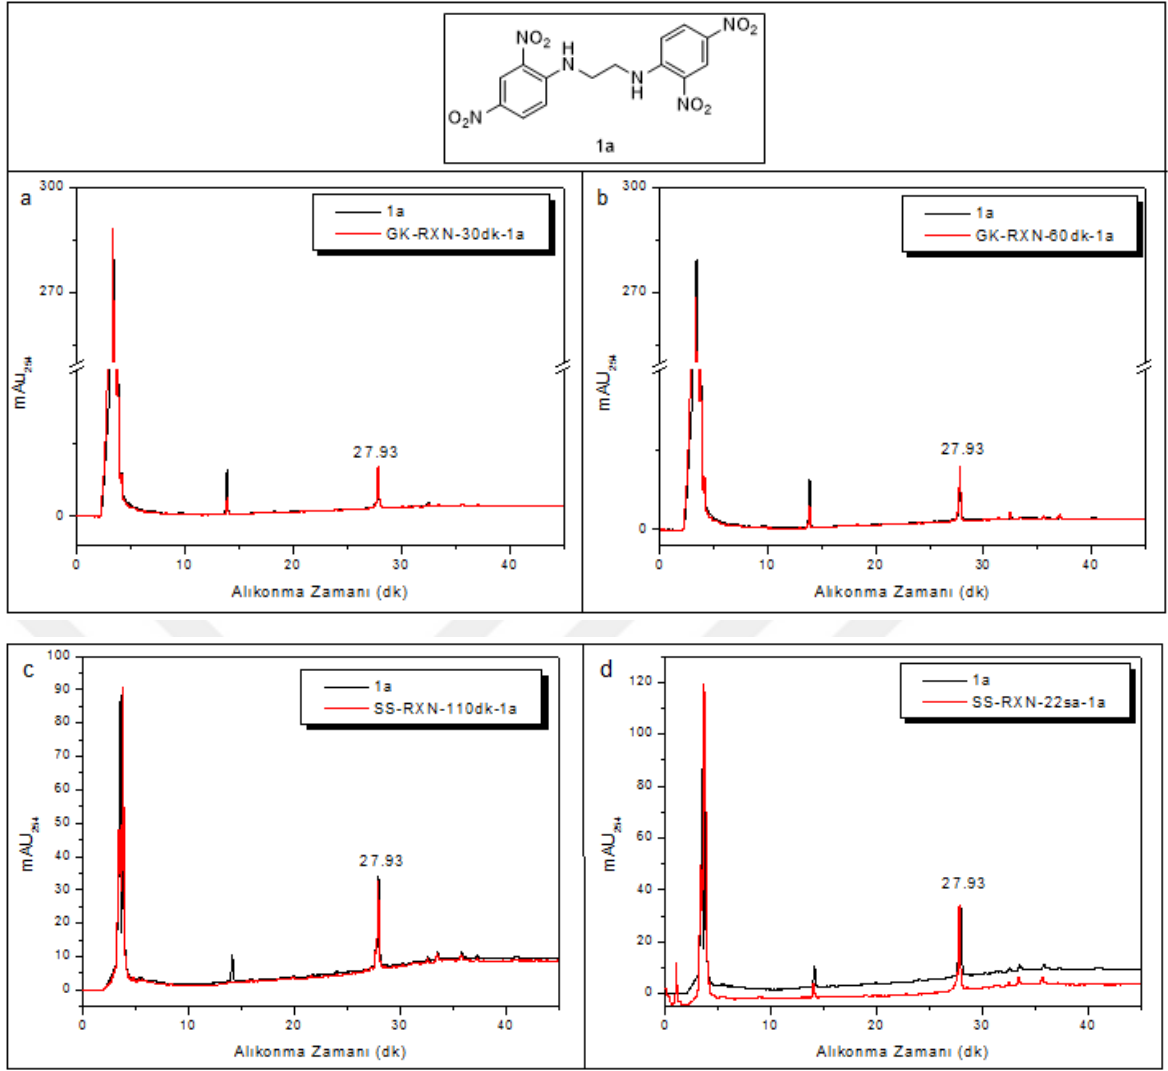 NO₂
H
N
NO₂
O₂N
N
H
NO₂
1a
a
300
270
0
mAU₂₅₄
1a
GK-RXN-30dk-1a
27.93
0 10 20 30 40
Alıkonma Zamanı (dk)
b
300
270
0
mAU₂₅₄
1a
GK-RXN-60dk-1a
27.93
0 10 20 30 40
Alıkonma Zamanı (dk)
c
100
90
80
70
60
50
40
30
20
10
0
mAU₂₅₄
1a
SS-RXN-110dk-1a
27.93
0 10 20 30 40
Alıkonma Zamanı (dk)
d
120
100
80
60
40
20
0
mAU₂₅₄
1a
SS-RXN-22sa-1a
27.93
0 10 20 30 40
Alıkonma Zamanı (dk)